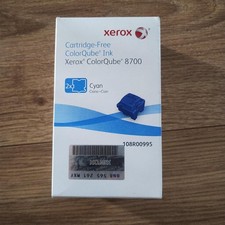 xerox
Cartridge-Free
ColorQube® Ink
Xerox® ColorQube® 8700
2x
Cyan
108R00995